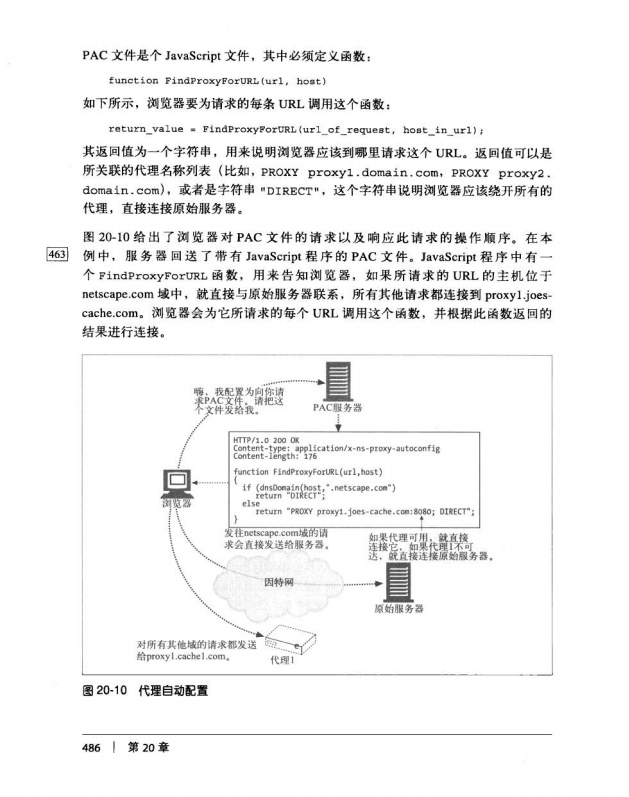 PAC 文件是个 JavaScript 文件，其中必须定义函数：
function FindProxyForURL(url, host)
如下所示，浏览器要为请求的每条 URL 调用这个函数：
return_value = FindProxyForURL(url_of_request, host_in_url);
其返回值为一个字符串，用来说明浏览器应该到哪里请求这个 URL。返回值可以是
所关联的代理名称列表（比如，PROXY proxy1.domain.com，PROXY proxy2.
domain.com），或者是字符串 "DIRECT"，这个字符串说明浏览器应该绕开所有的
代理，直接连接原始服务器。
图 20-10 给出了浏览器对 PAC 文件的请求以及响应此请求的操作顺序。在本
463
例中，服务器回送了带有 JavaScript 程序的 PAC 文件。JavaScript 程序中有一
个 FindProxyForURL 函数，用来告知浏览器，如果所请求的 URL 的主机位于
netscape.com 域中，就直接与原始服务器联系，所有其他请求都连接到 proxy1.joes-
cache.com。浏览器会为它所请求的每个 URL 调用这个函数，并根据此函数返回的
结果进行连接。
嗨，我配置为向你请
求PAC文件。请把这
个文件发给我。
PAC服务器
HTTP/1.0 200 OK
Content-type: application/x-ns-proxy-autoconfig
Content-length: 176
function FindProxyForURL(url,host)
{
if (dnsDomain(host,".netscape.com")
return "DIRECT";
else
return "PROXY proxy1.joes-cache.com:8080; DIRECT";
}
浏览器
发往netscape.com域的请
求会直接发送给服务器。
如果代理可用，就直接
连接它，如果代理1不可
达，就直接连接原始服务器。
因特网
原始服务器
对所有其他域的请求都发送
给proxy1.cache1.com。
代理1
图 20-10 代理自动配置
486 | 第 20 章